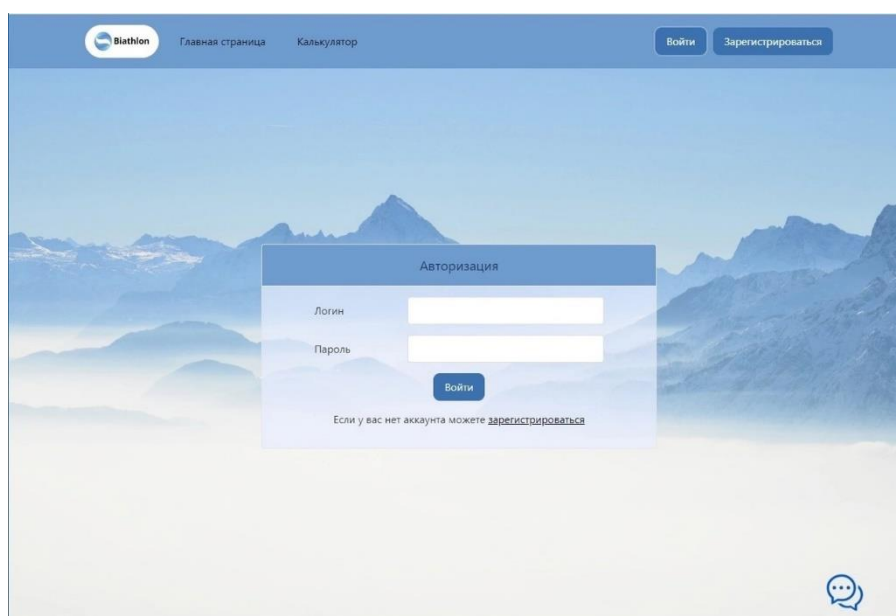 Biathlon Главная страница Калькулятор Войти Зарегистрироваться
Авторизация
Логин
Пароль
Войти
Если у вас нет аккаунта можете зарегистрироваться